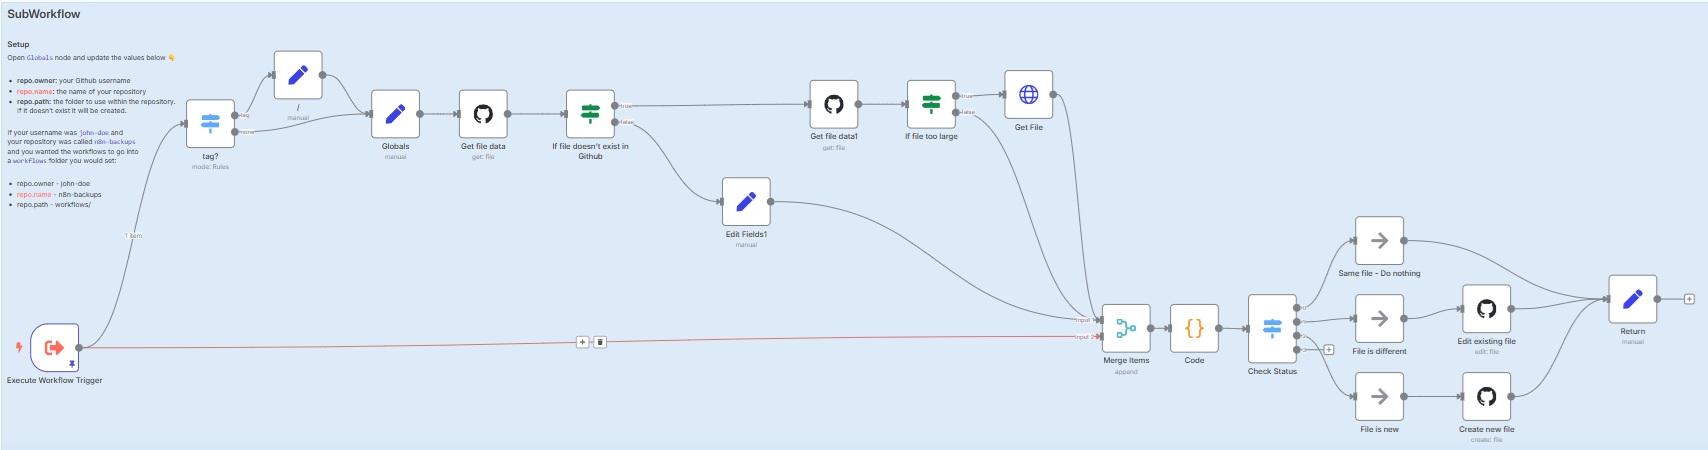 SubWorkflow
Setup
Open Globals node and update the values below 👇
repo.owner: your Github username
repo.name: the name of your repository
repo.path: the folder to use within the repository.
If it doesn't exist it will be created.
If your username was john-doe and
your repository was called n8n-backups
and you wanted the workflows to go into
a workflows folder you would set:
repo.owner - john-doe
repo.name - n8n-backups
repo.path - workflows/
/
manual
tag
none
tag?
mode: Rules
Globals
manual
Get file data
get: file
true
false
If file doesn't exist in
Github
Get file data1
get: file
true
false
If file too large
Get File
Edit Fields1
manual
1 item
Execute Workflow Trigger
Input
Input 2
Merge Items
append
Code
Check Status
Same file - Do nothing
File is different
File is new
Edit existing file
edit: file
Create new file
create: file
Return
manual